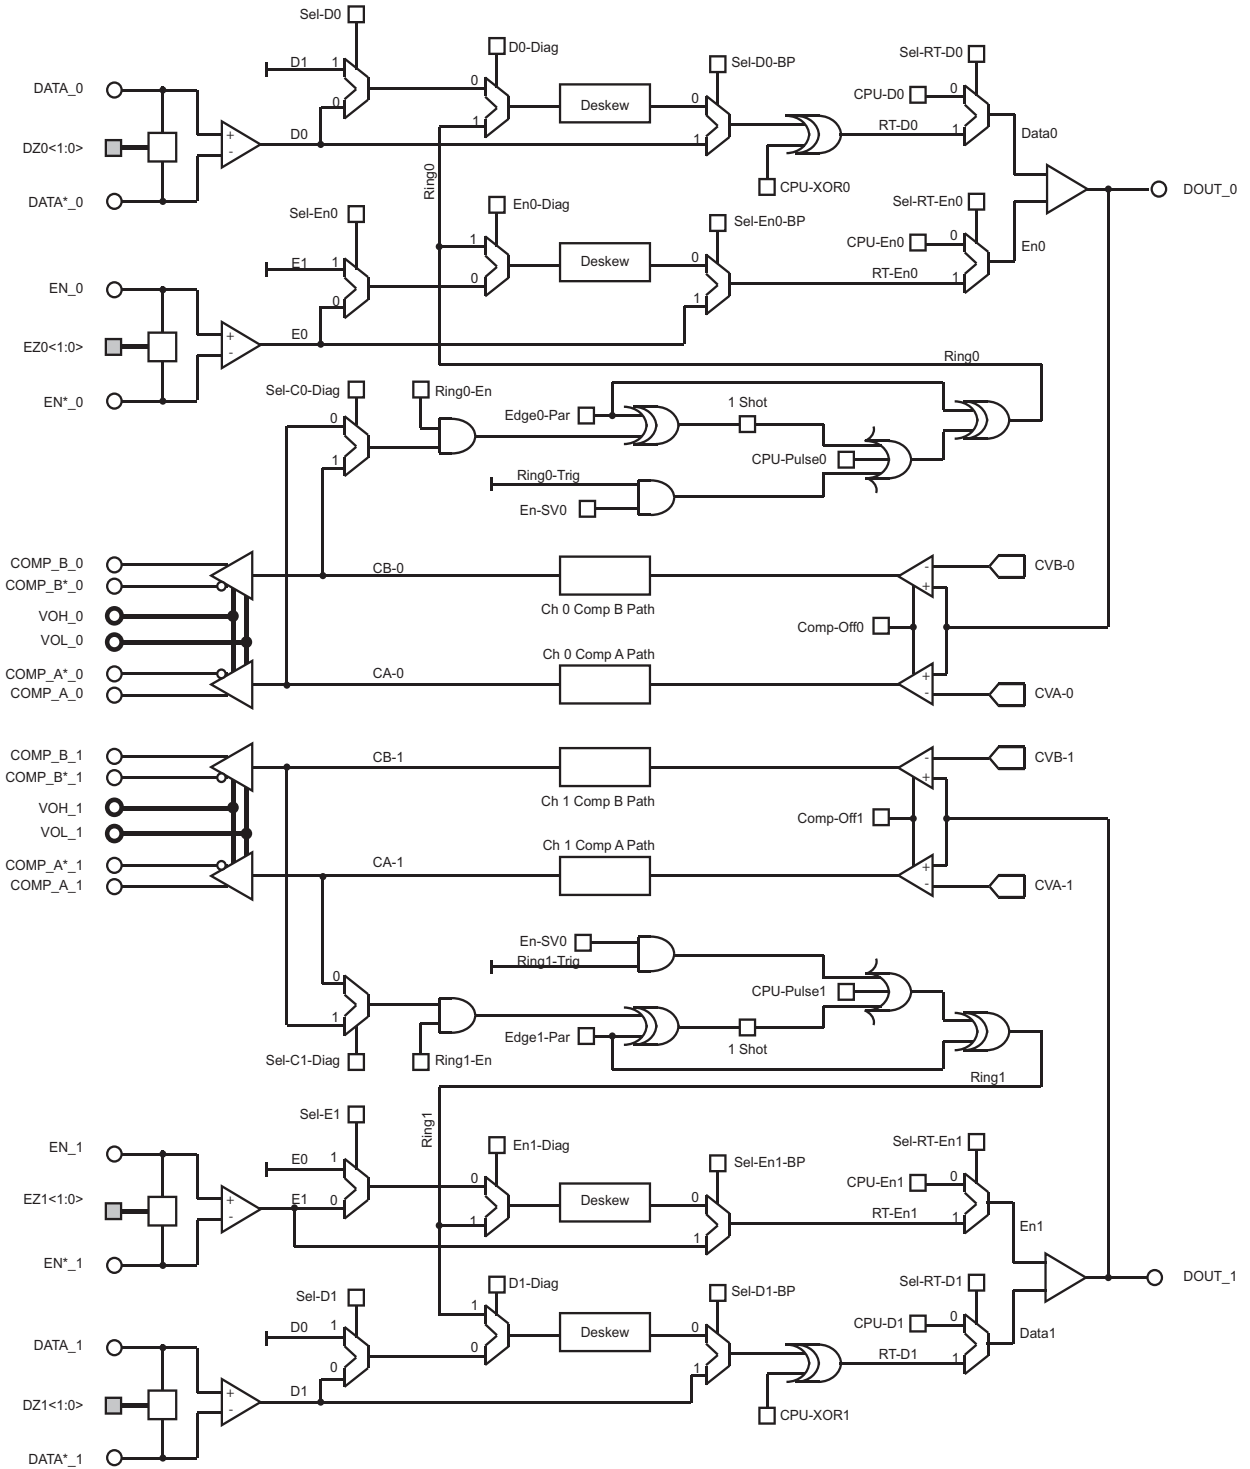 Sel-D0
D1 1
D0-Diag
Sel-D0-BP
Sel-RT-D0
DATA_0
0
0
Deskew
0
CPU-D0
0
DZ0<1:0>
+
-
D0
1
1
RT-D0
1
Data0
DATA*_0
Ring0
CPU-XOR0
DOUT_0
Sel-En0
En0-Diag
Sel-En0-BP
Sel-RT-En0
E1 1
1
Deskew
0
CPU-En0
0
En0
EN_0
0
0
1
RT-En0
1
EZ0<1:0>
+
-
E0
Ring0
EN*_0
Sel-C0-Diag
Ring0-En
Edge0-Par
1 Shot
0
1
CPU-Pulse0
Ring0-Trig
En-SV0
COMP_B_0
COMP_B*_0
CB-0
Ch 0 Comp B Path
-
+
CVB-0
VOH_0
VOL_0
Comp-Off0
COMP_A*_0
COMP_A_0
CA-0
Ch 0 Comp A Path
+
-
CVA-0
COMP_B_1
COMP_B*_1
CB-1
Ch 1 Comp B Path
-
+
CVB-1
VOH_1
VOL_1
Comp-Off1
COMP_A*_1
COMP_A_1
CA-1
Ch 1 Comp A Path
+
-
CVA-1
En-SV0
Ring1-Trig
0
1
CPU-Pulse1
Edge1-Par
1 Shot
Sel-C1-Diag
Ring1-En
Ring1
Sel-E1
Ring1
En1-Diag
Sel-En1-BP
Sel-RT-En1
EN_1
E0 1
0
Deskew
0
CPU-En1
0
EZ1<1:0>
+
-
E1 0
1
1
RT-En1
1
En1
EN*_1
Sel-D1
D1-Diag
Sel-D1-BP
Sel-RT-D1
DOUT_1
D0 1
1
Deskew
0
CPU-D1
0
Data1
DATA_1
0
0
1
RT-D1
1
DZ1<1:0>
+
-
D1
CPU-XOR1
DATA*_1